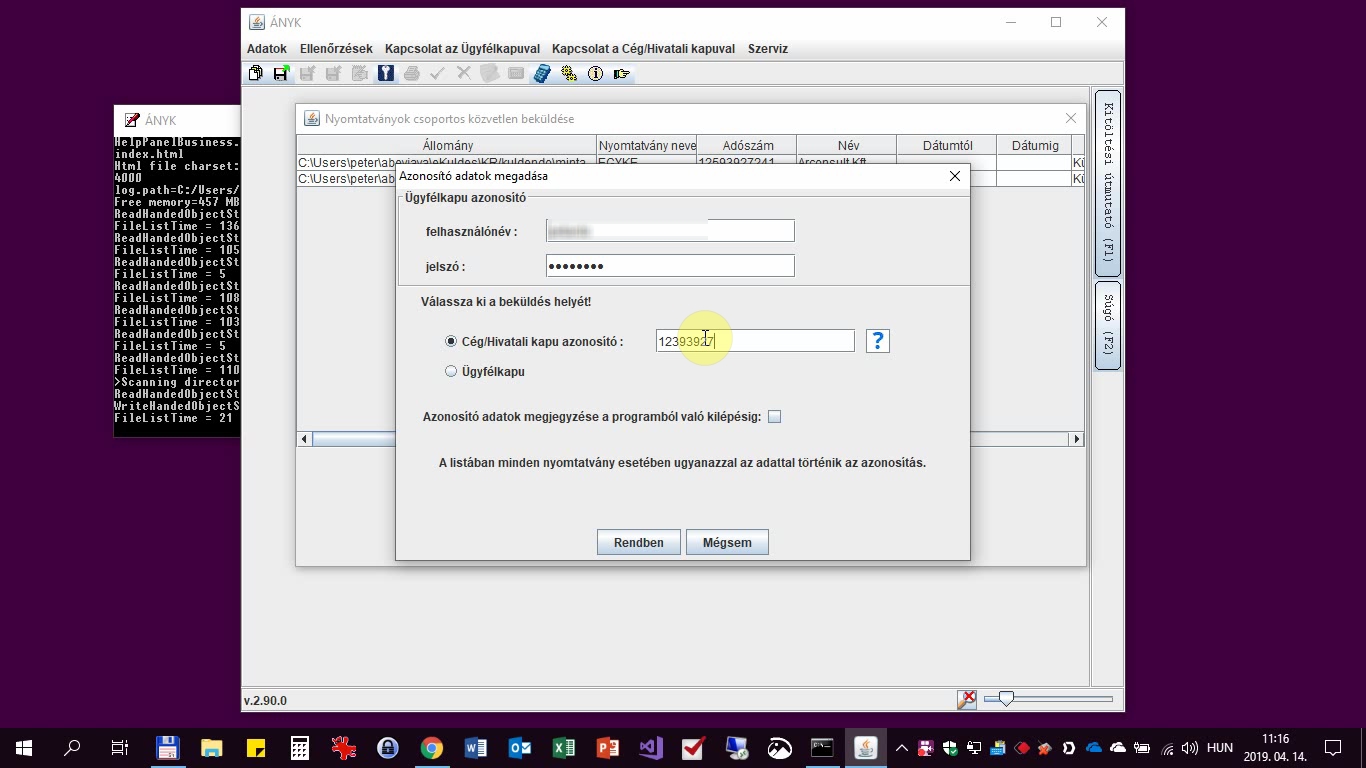 ÁNYK
Adatok Ellenőrzések Kapcsolat az Ügyfélkapuval Kapcsolat a Cég/Hivatali kapuval Szerviz
ÁNYK
HelpPanelBusiness.
index.html
Html file charset:
4000
log.path=C:/Users/
Free memory=457 MB
ReadHandedObjectSt
FileListTime = 136
ReadHandedObjectSt
FileListTime = 105
ReadHandedObjectSt
FileListTime = 5
ReadHandedObjectSt
FileListTime = 108
ReadHandedObjectSt
FileListTime = 103
ReadHandedObjectSt
FileListTime = 5
ReadHandedObjectSt
FileListTime = 110
>Scanning director
ReadHandedObjectSt
WriteHandedObjectS
FileListTime = 21
Nyomtatványok csoportos közvetlen beküldése
Állomány Nyomtatvány neve Adószám Név Dátumtól Dátumig
C:\Users\peter\abevjava\eKuldes\KR\kuldendo\minta EGYKE 12593927241 Arconsult Kft. Kü
C:\Users\peter\ab Kü
Azonosító adatok megadása
Ügyfélkapu azonosító
felhasználónév :
jelszó : ••••••••
Válassza ki a beküldés helyét!
Cég/Hivatali kapu azonosító : 12393927 ?
Ügyfélkapu
Azonosító adatok megjegyzése a programból való kilépésig:
A listában minden nyomtatvány esetében ugyanazzal az adattal történik az azonosítás.
Rendben Mégsem
Kitöltési útmutató (F1)
Súgó (F2)
v.2.90.0
HUN
11:16
2019. 04. 14.